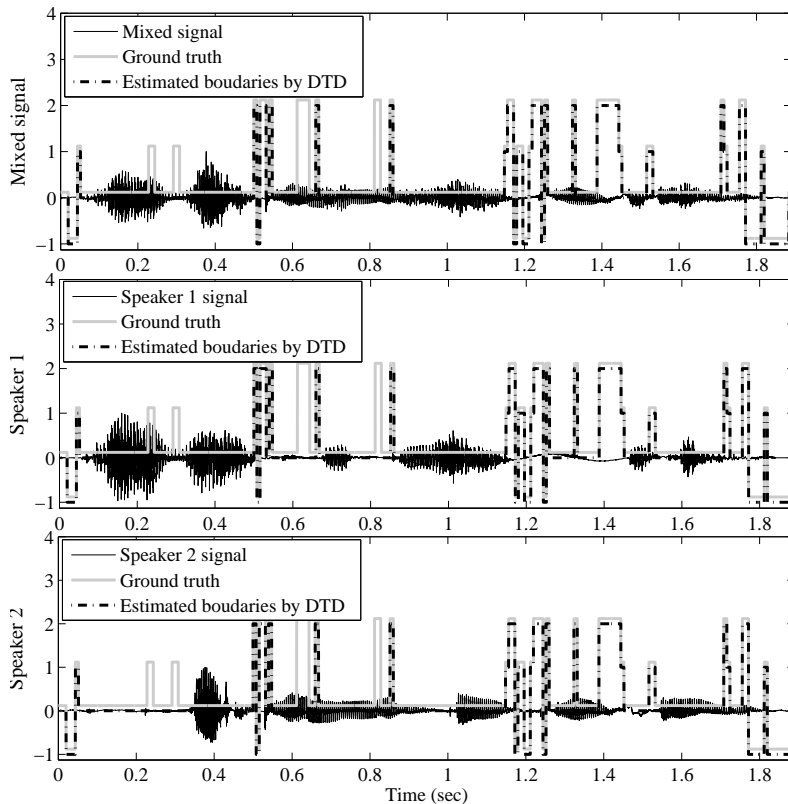 4
3
2
1
0
−1
Mixed signal
Mixed signal
Ground truth
Estimated boudaries by DTD
0 0.2 0.4 0.6 0.8 1 1.2 1.4 1.6 1.8
4
3
2
1
0
−1
Speaker 1
Speaker 1 signal
Ground truth
Estimated boudaries by DTD
0 0.2 0.4 0.6 0.8 1 1.2 1.4 1.6 1.8
4
3
2
1
0
−1
Speaker 2
Speaker 2 signal
Ground truth
Estimated boudaries by DTD
0 0.2 0.4 0.6 0.8 1 1.2 1.4 1.6 1.8
Time (sec)